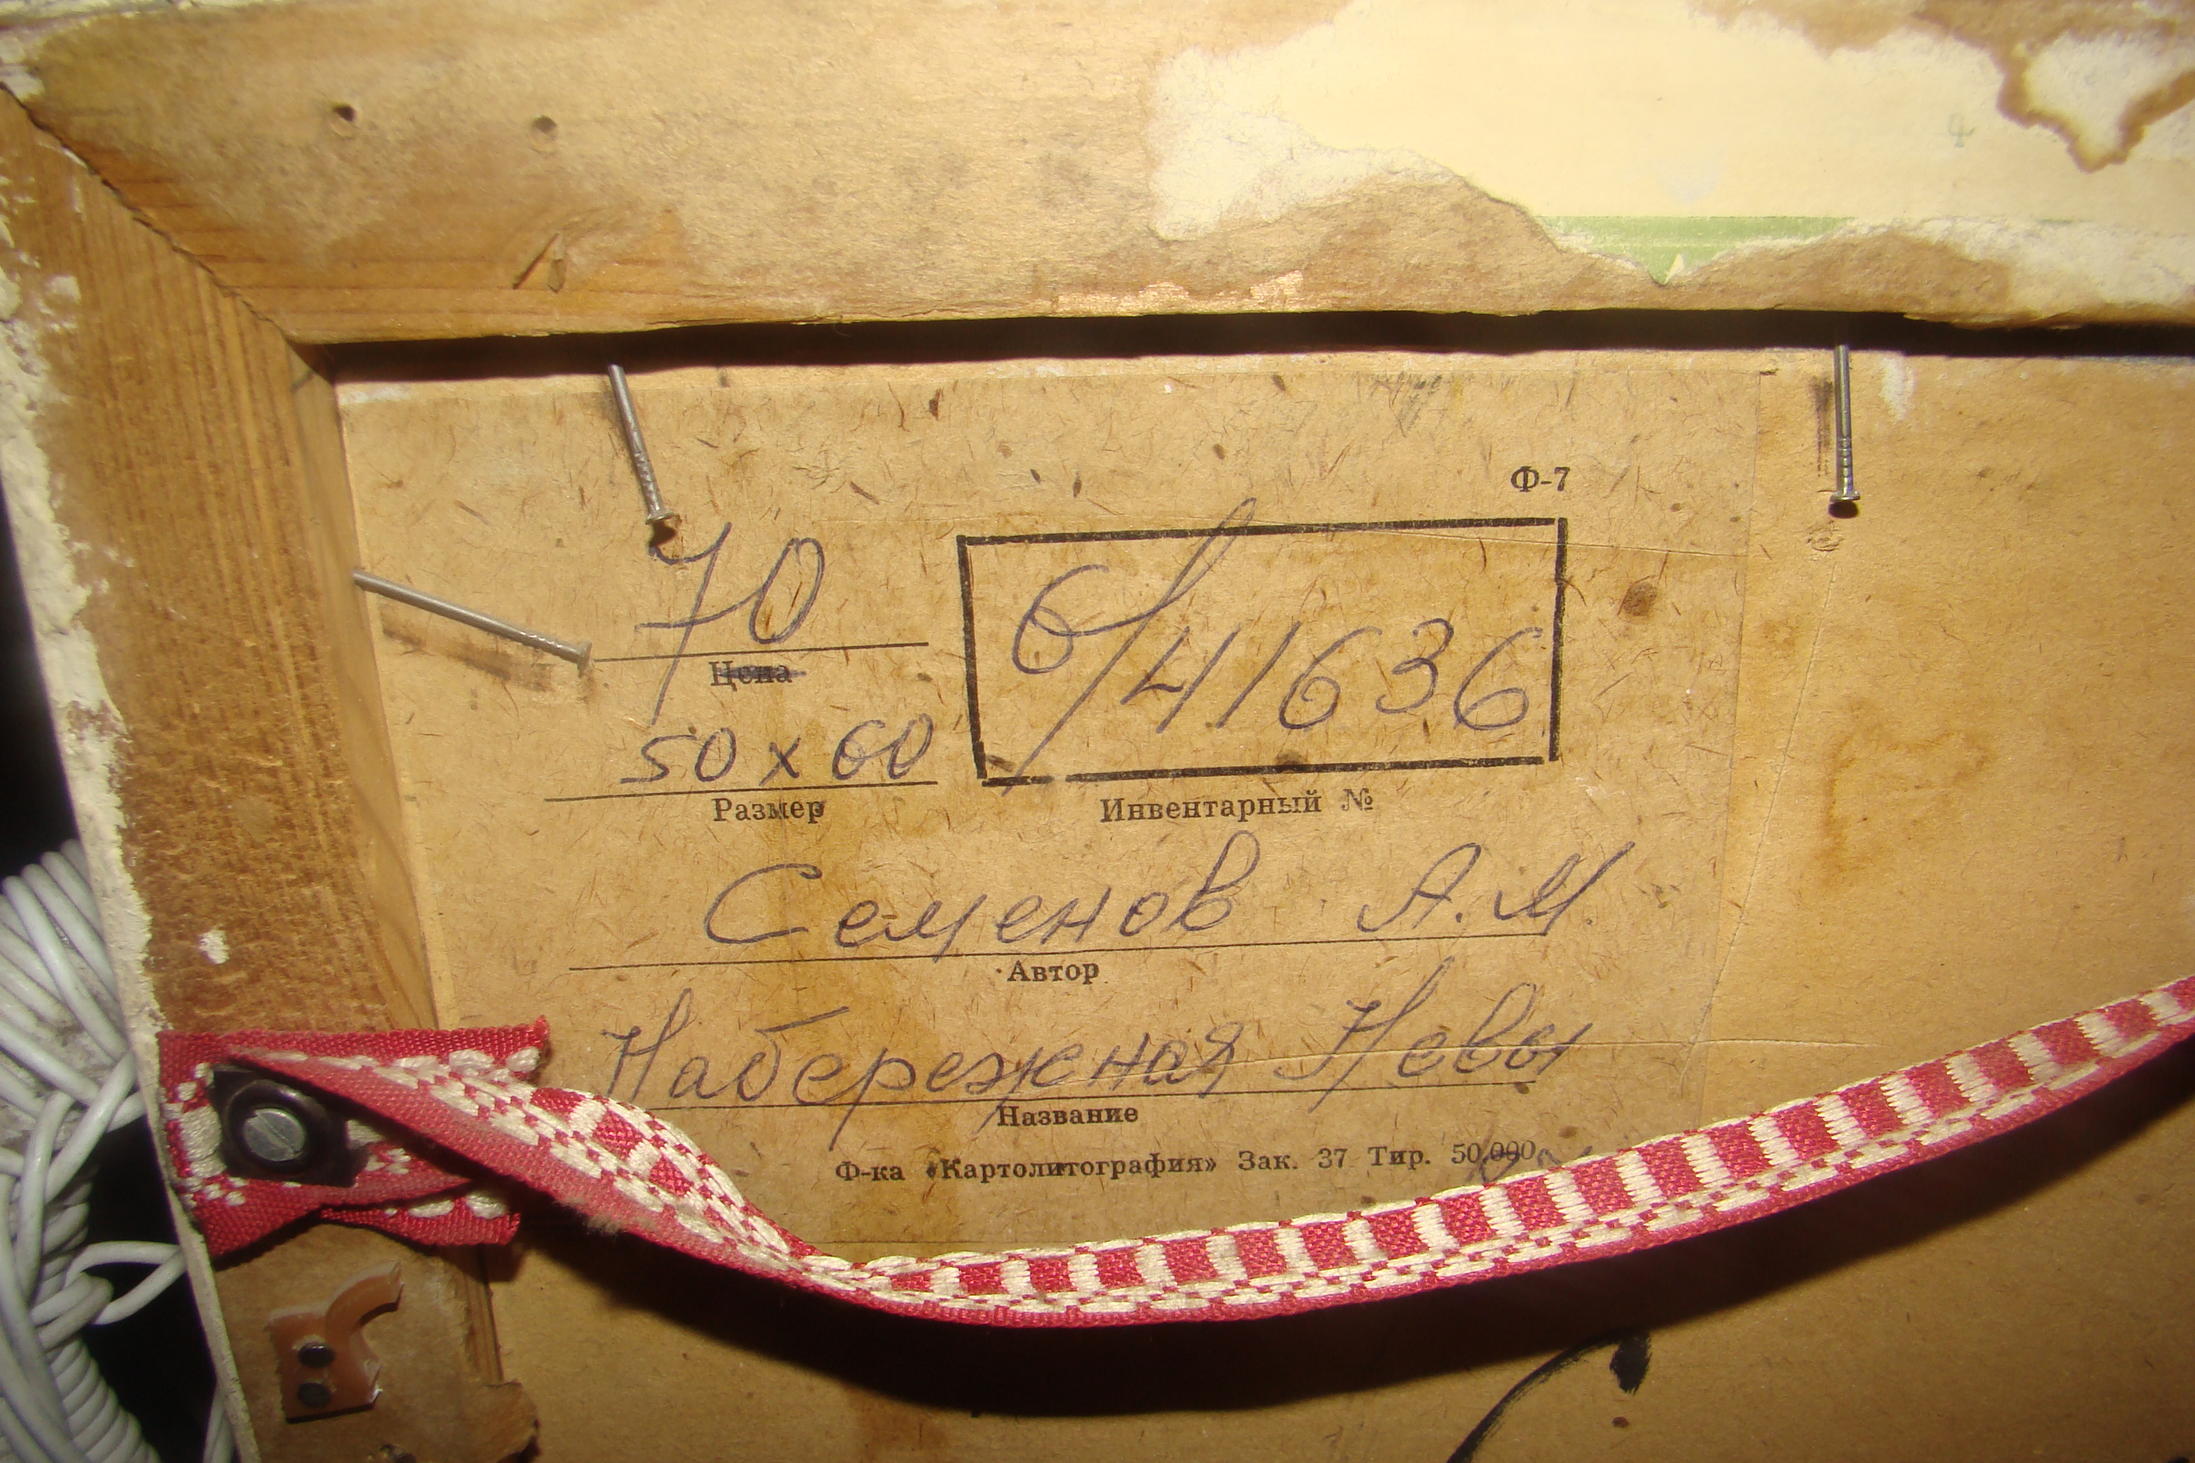 Ф-7
70
Цена
б/41636
50 х 60
Размер
Инвентарный №
Семенов А.М.
Автор
Набережная Невы
Название
Ф-ка «Картолитография» Зак. 37 Тир. 50.000